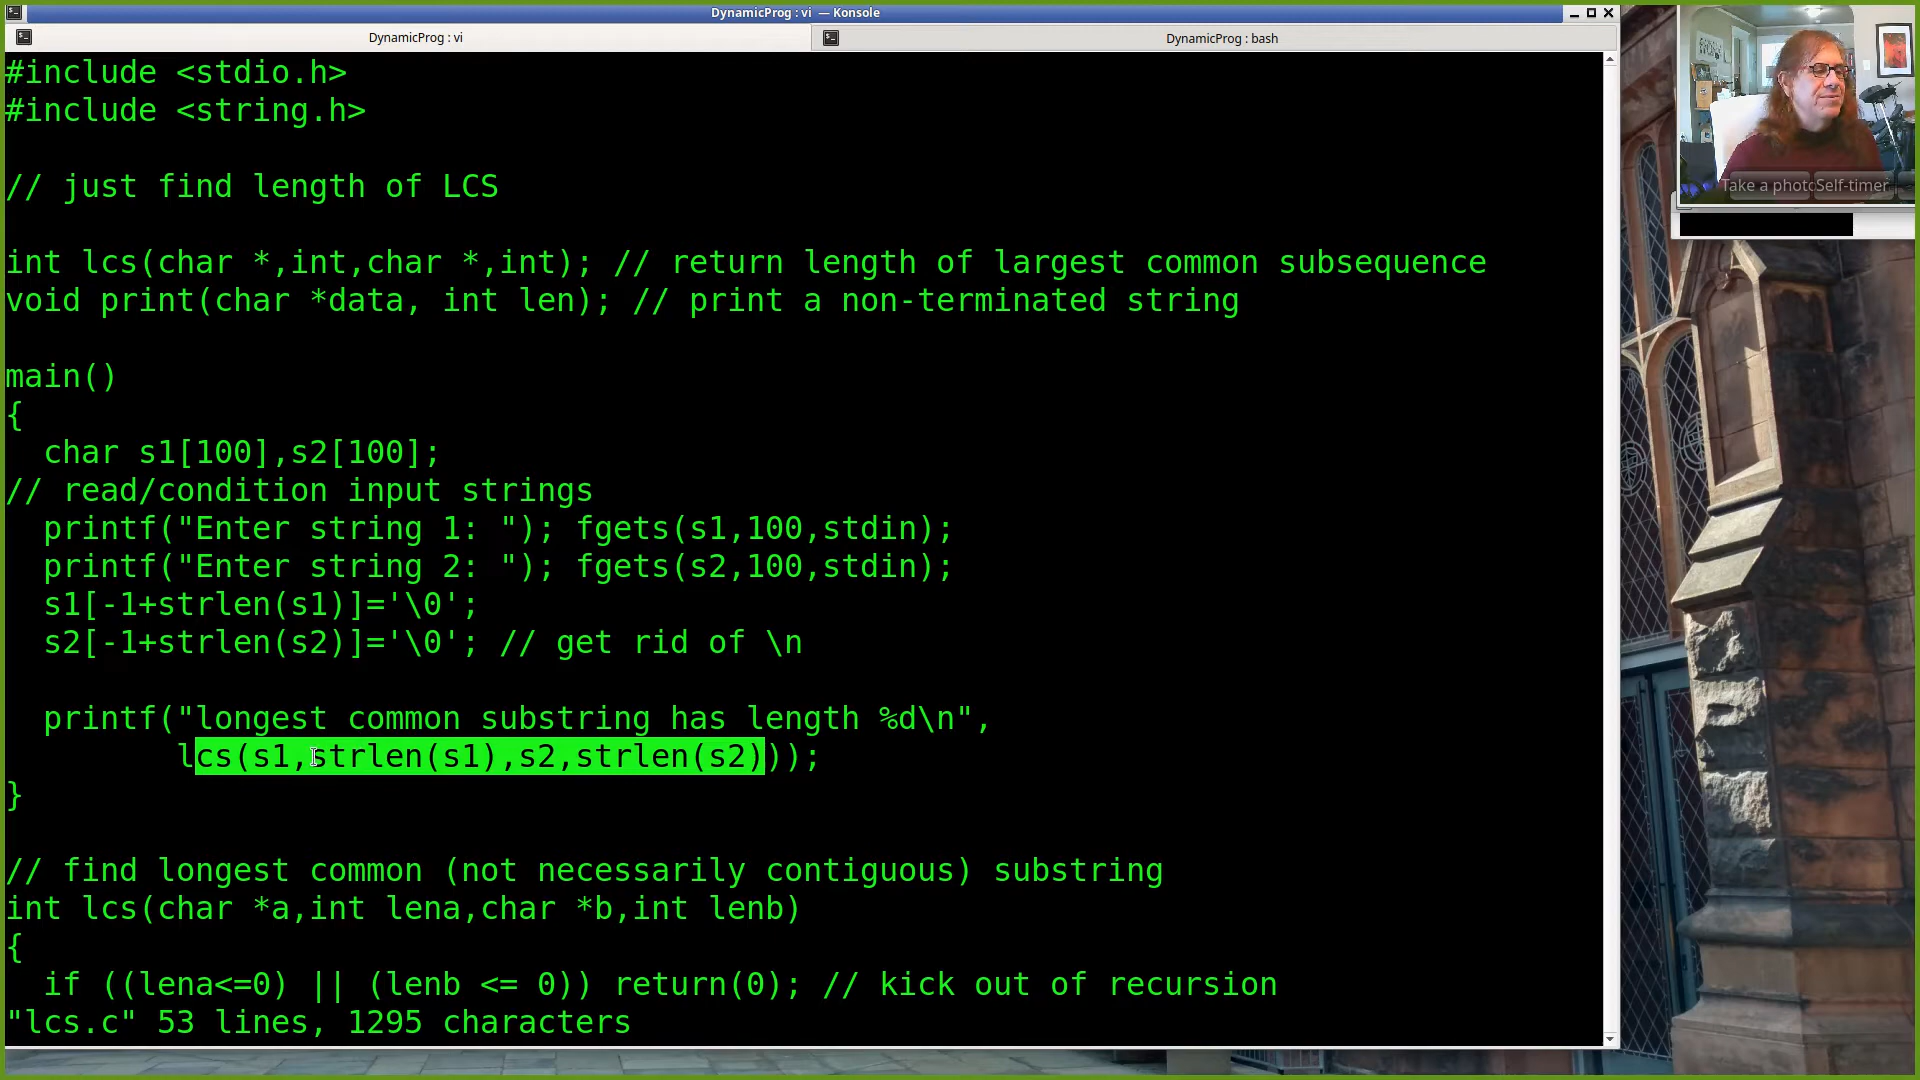 DynamicProg : vi — Konsole
DynamicProg : vi
DynamicProg : bash
#include <stdio.h>
#include <string.h>
// just find length of LCS
int lcs(char *,int,char *,int); // return length of largest common subsequence
void print(char *data, int len); // print a non-terminated string
main()
{
char s1[100],s2[100];
// read/condition input strings
printf("Enter string 1: "); fgets(s1,100,stdin);
printf("Enter string 2: "); fgets(s2,100,stdin);
s1[-1+strlen(s1)]='\0';
s2[-1+strlen(s2)]='\0'; // get rid of \n
printf("longest common substring has length %d\n",
lcs(s1,strlen(s1),s2,strlen(s2)));
}
// find longest common (not necessarily contiguous) substring
int lcs(char *a,int lena,char *b,int lenb)
{
if ((lena<=0) || (lenb <= 0)) return(0); // kick out of recursion
"lcs.c" 53 lines, 1295 characters
Take a photo
Self-timer